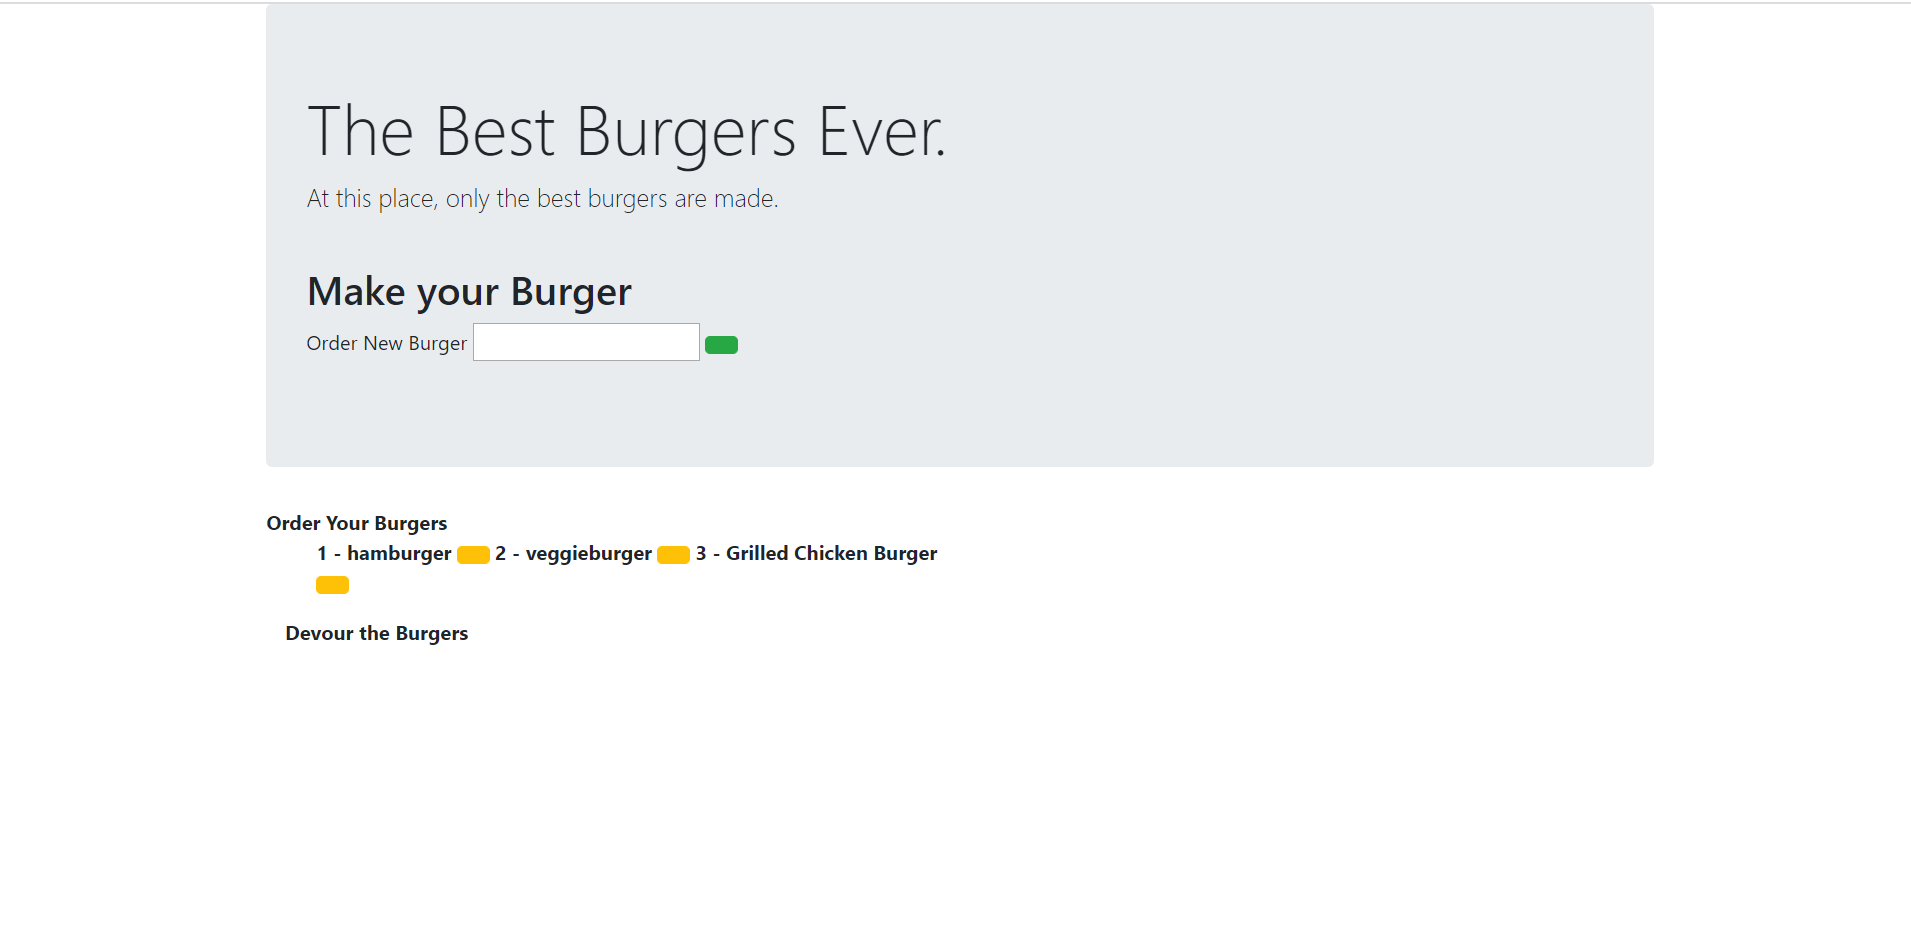 The Best Burgers Ever.
At this place, only the best burgers are made.
Make your Burger
Order New Burger
Order Your Burgers
1 - hamburger 2 - veggieburger 3 - Grilled Chicken Burger
Devour the Burgers